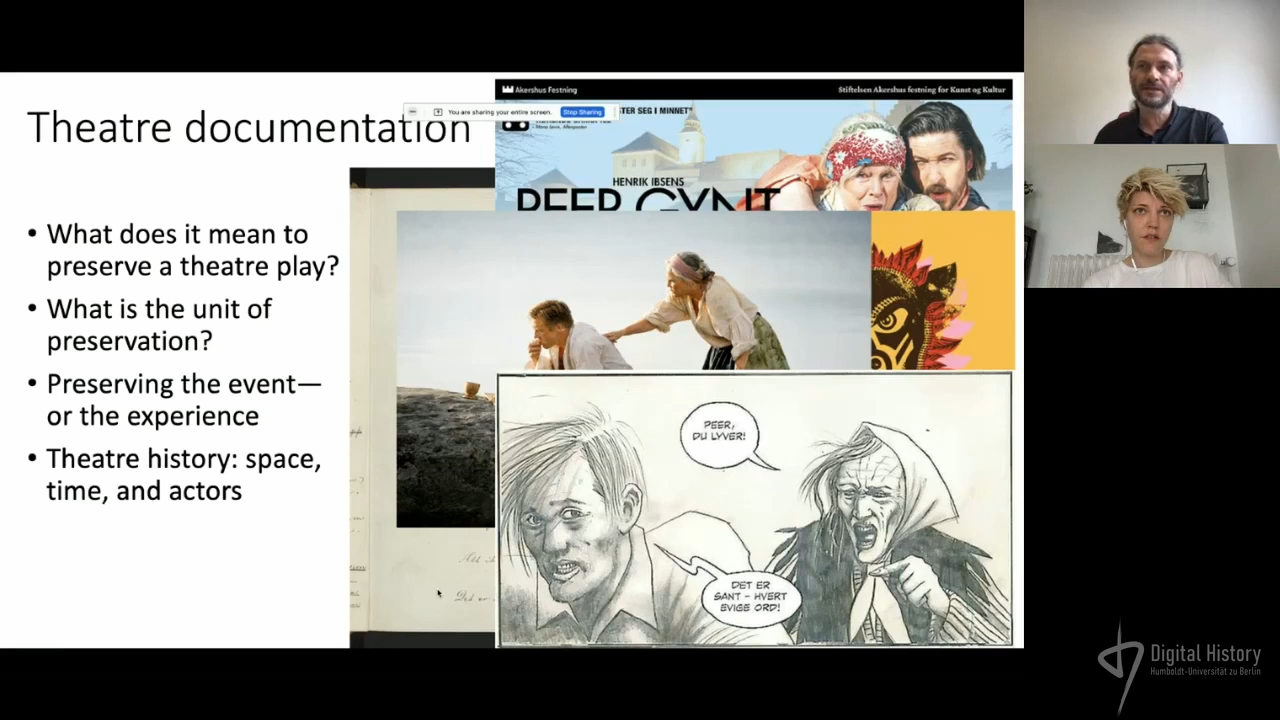 Theatre documentation
• What does it mean to
preserve a theatre play?
• What is the unit of
preservation?
• Preserving the event—
or the experience
• Theatre history: space,
time, and actors
You are sharing your entire screen.
Stop Sharing
Akershus Festning
Stiftelsen Akershus festning for Kunst og Kultur
STER SEG I MINNET"
HENRIK IBSENS
PEER GYNT
PEER,
DU LYVER!
DET ER
SANT - HVERT
EVIGE ORD!
Digital History
Humboldt-Universität zu Berlin